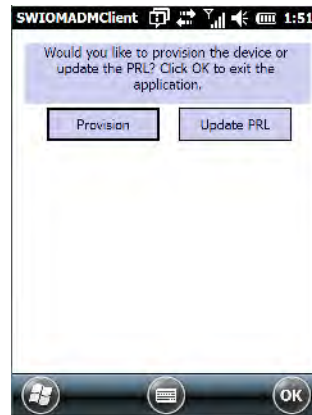 SWIOMADMClient 1:51
Would you like to provision the device or
update the PRL? Click OK to exit the
application.
Provision Update PRL
OK